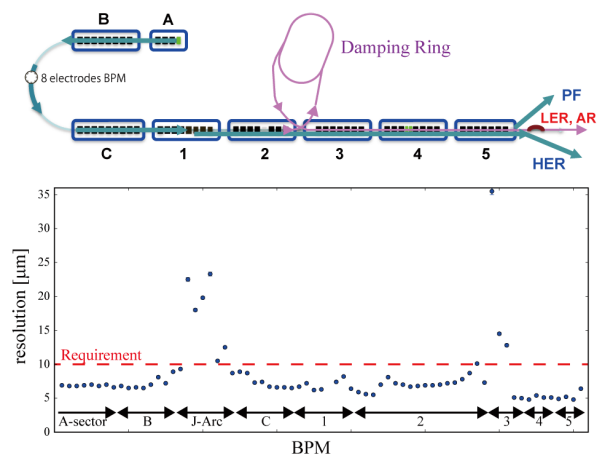 B A
Damping Ring
8 electrodes BPM
PF
LER, AR
HER
C 1 2 3 4 5
35
30
25
20
15
10
5
0
resolution [μm]
Requirement
A-sector B J-Arc C 1 2 3 4 5
BPM